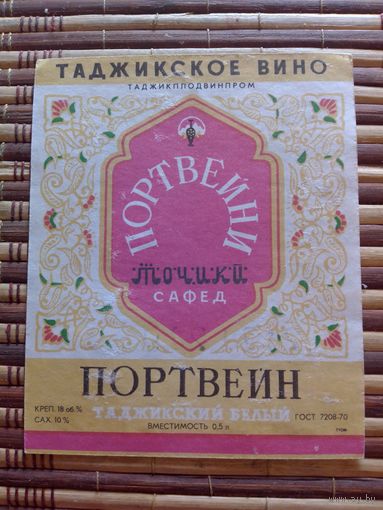 ТАДЖИКСКОЕ ВИНО
ТАДЖИКПЛОДВИНПРОМ
ПОРТВЕЙНИ
ТОЧИКИ
САФЕД
ПОРТВЕЙН
КРЕП. 18 об.%
ТАДЖИКСКИЙ БЕЛЫЙ
ГОСТ 7208-70
САХ. 10%
ВМЕСТИМОСТЬ 0,5 л.